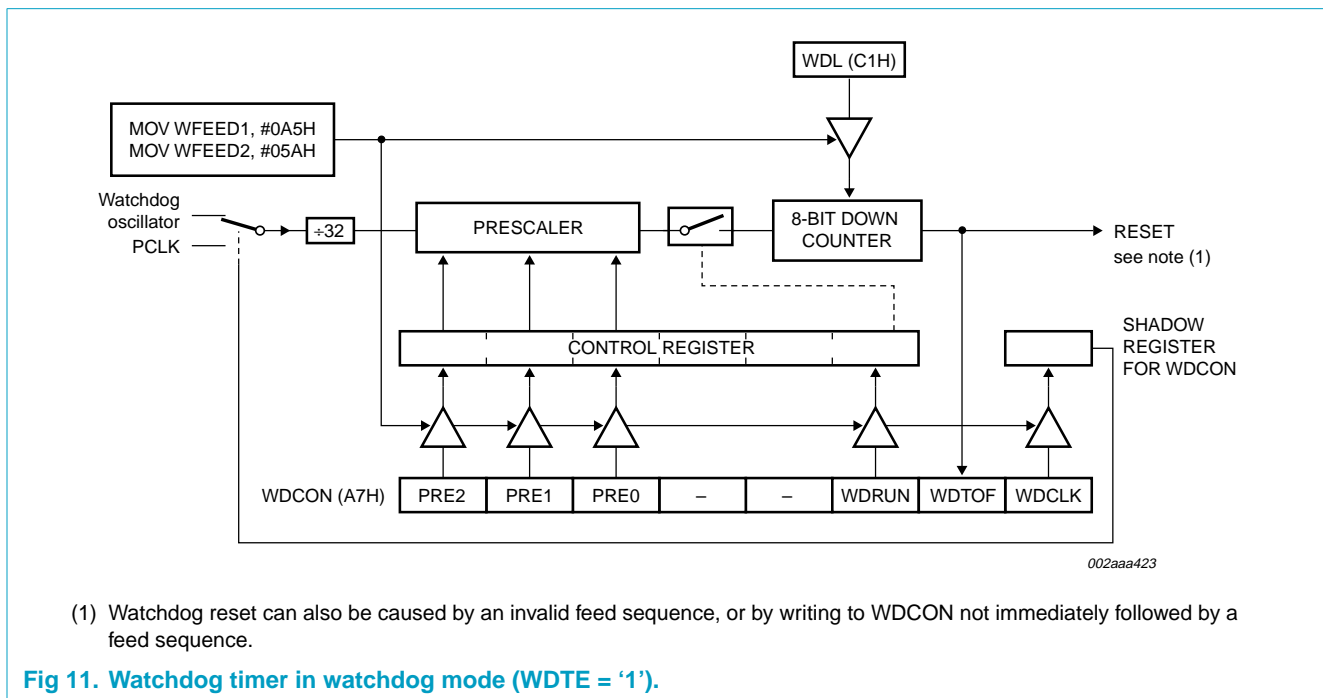 WDL (C1H)
MOV WFEED1, #0A5H
MOV WFEED2, #05AH
Watchdog
oscillator
PCLK
÷32
PRESCALER
8-BIT DOWN
COUNTER
RESET
see note (1)
CONTROL REGISTER
SHADOW
REGISTER
FOR WDCON
WDCON (A7H)
PRE2
PRE1
PRE0
–
–
WDRUN
WDTOF
WDCLK
002aaa423
(1) Watchdog reset can also be caused by an invalid feed sequence, or by writing to WDCON not immediately followed by a
feed sequence.
Fig 11. Watchdog timer in watchdog mode (WDTE = ‘1’).